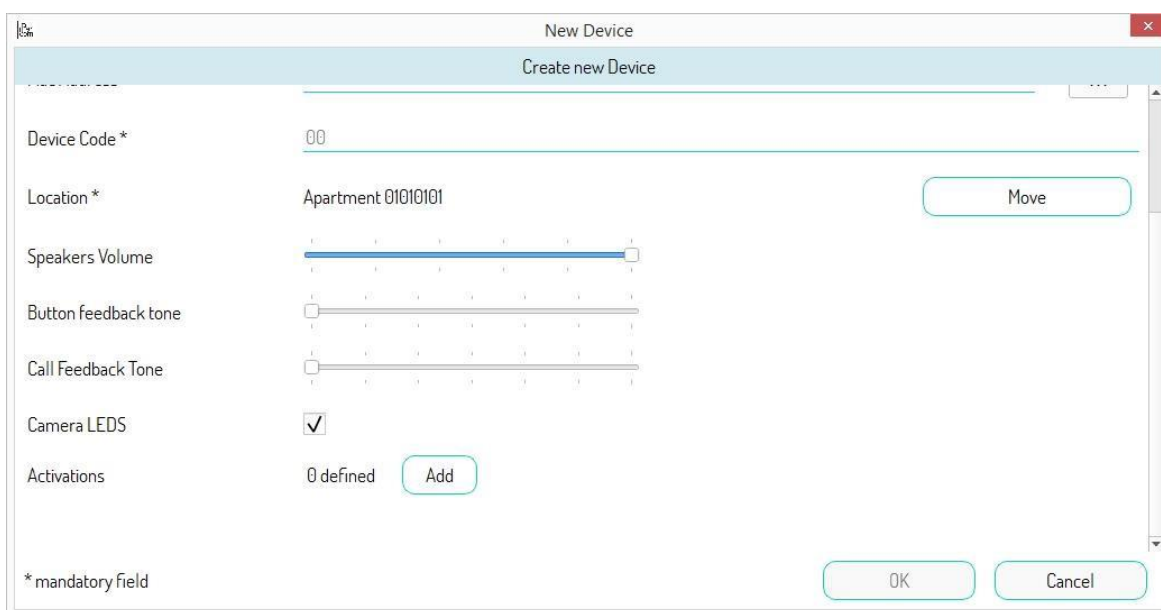 New Device
Create new Device
Device Code * 00
Location * Apartment 01010101 Move
Speakers Volume
Button feedback tone
Call Feedback Tone
Camera LEDS
Activations 0 defined Add
* mandatory field OK Cancel